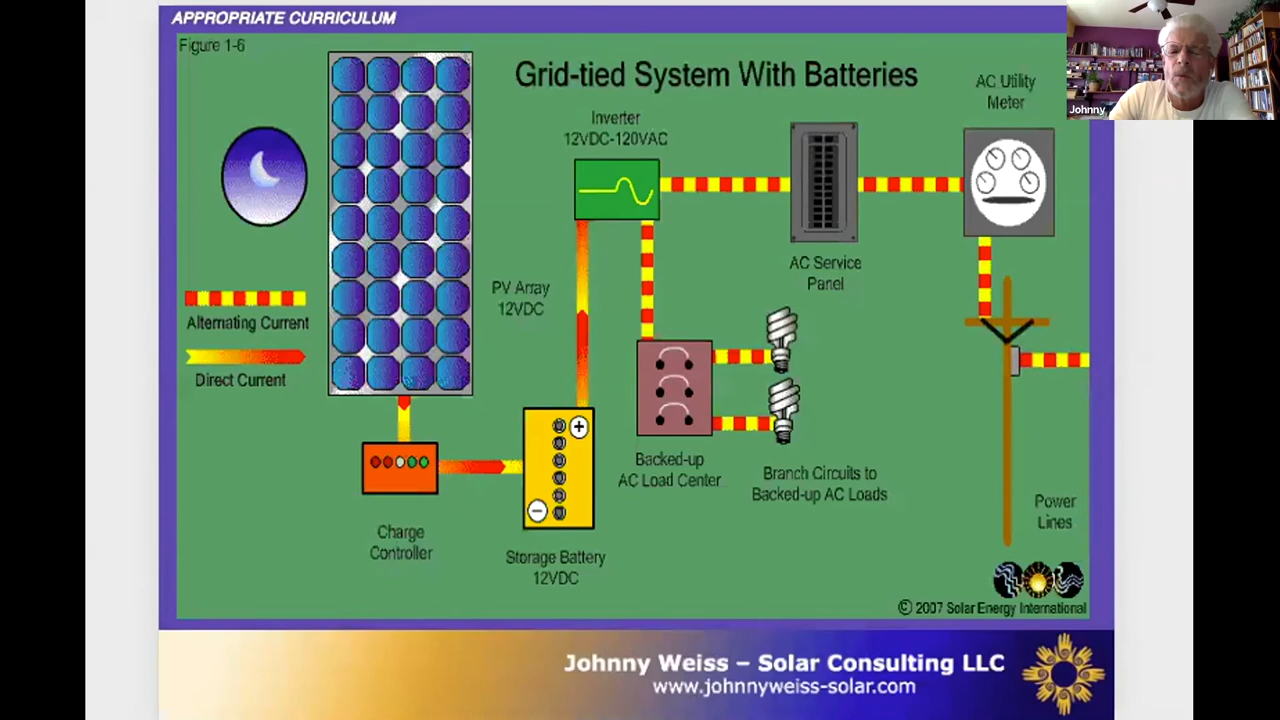 APPROPRIATE CURRICULUM
Figure 1-6
Grid-tied System With Batteries
Johnny
AC Utility
Meter
Inverter
12VDC-120VAC
AC Service
Panel
PV Array
12VDC
Alternating Current
Direct Current
+
−
Backed-up
AC Load Center
Branch Circuits to
Backed-up AC Loads
Power
Lines
Charge
Controller
Storage Battery
12VDC
© 2007 Solar Energy International
Johnny Weiss – Solar Consulting LLC
www.johnnyweiss-solar.com